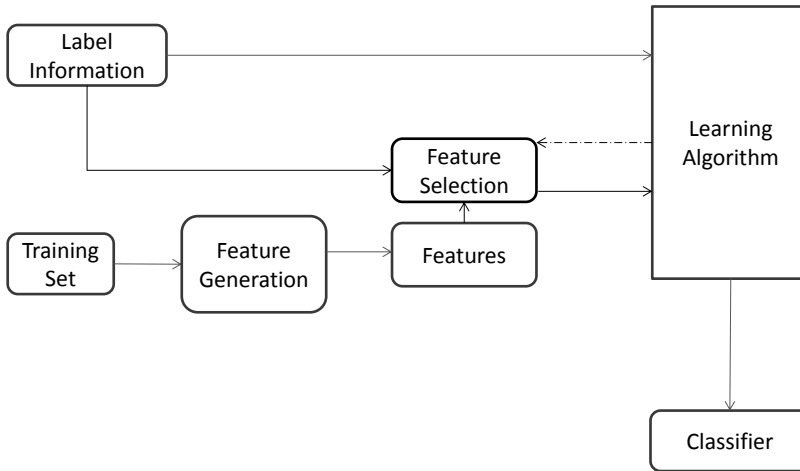 Label
Information
Learning
Algorithm
Feature
Selection
Training
Set
Feature
Generation
Features
Classifier